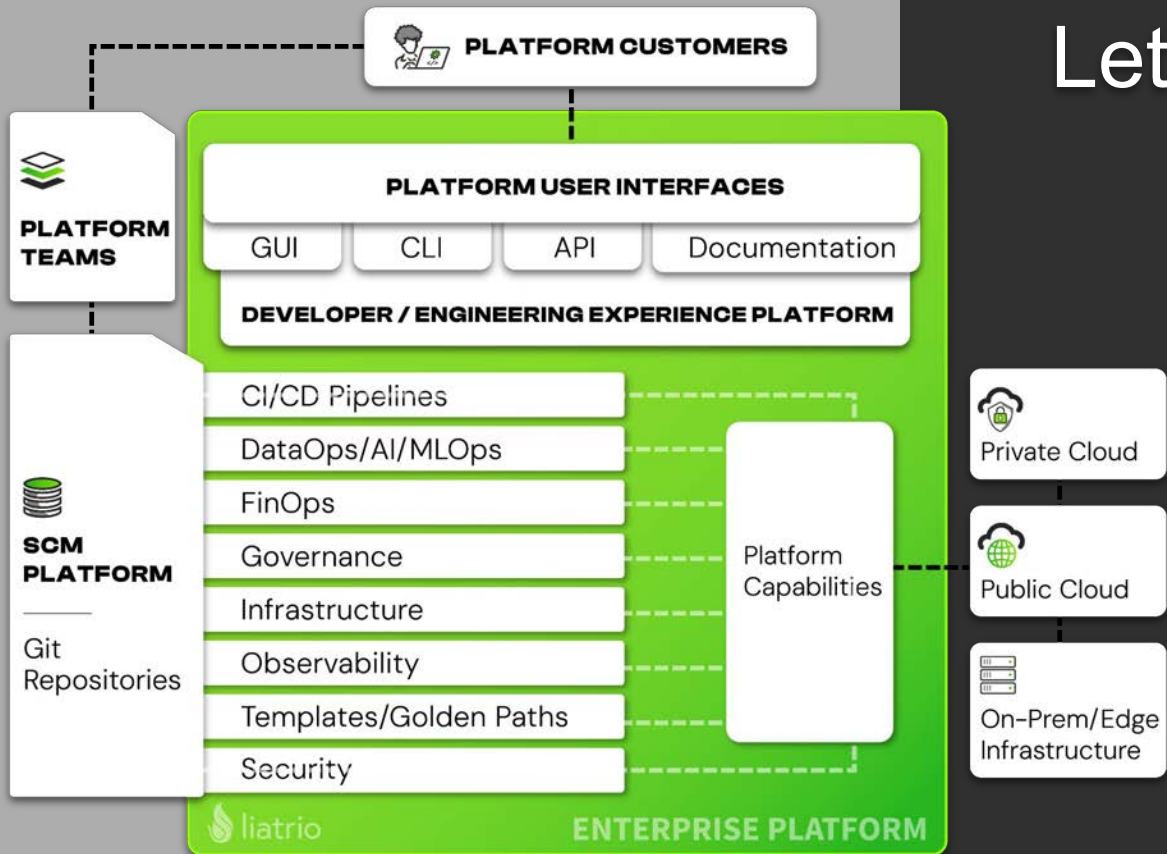 Let
PLATFORM CUSTOMERS
PLATFORM
TEAMS
PLATFORM USER INTERFACES
GUI
CLI
API
Documentation
DEVELOPER / ENGINEERING EXPERIENCE PLATFORM
SCM
PLATFORM
Git
Repositories
CI/CD Pipelines
DataOps/AI/MLOps
FinOps
Governance
Infrastructure
Observability
Templates/Golden Paths
Security
Platform
Capabilities
Private Cloud
Public Cloud
On-Prem/Edge
Infrastructure
liatrio
ENTERPRISE PLATFORM